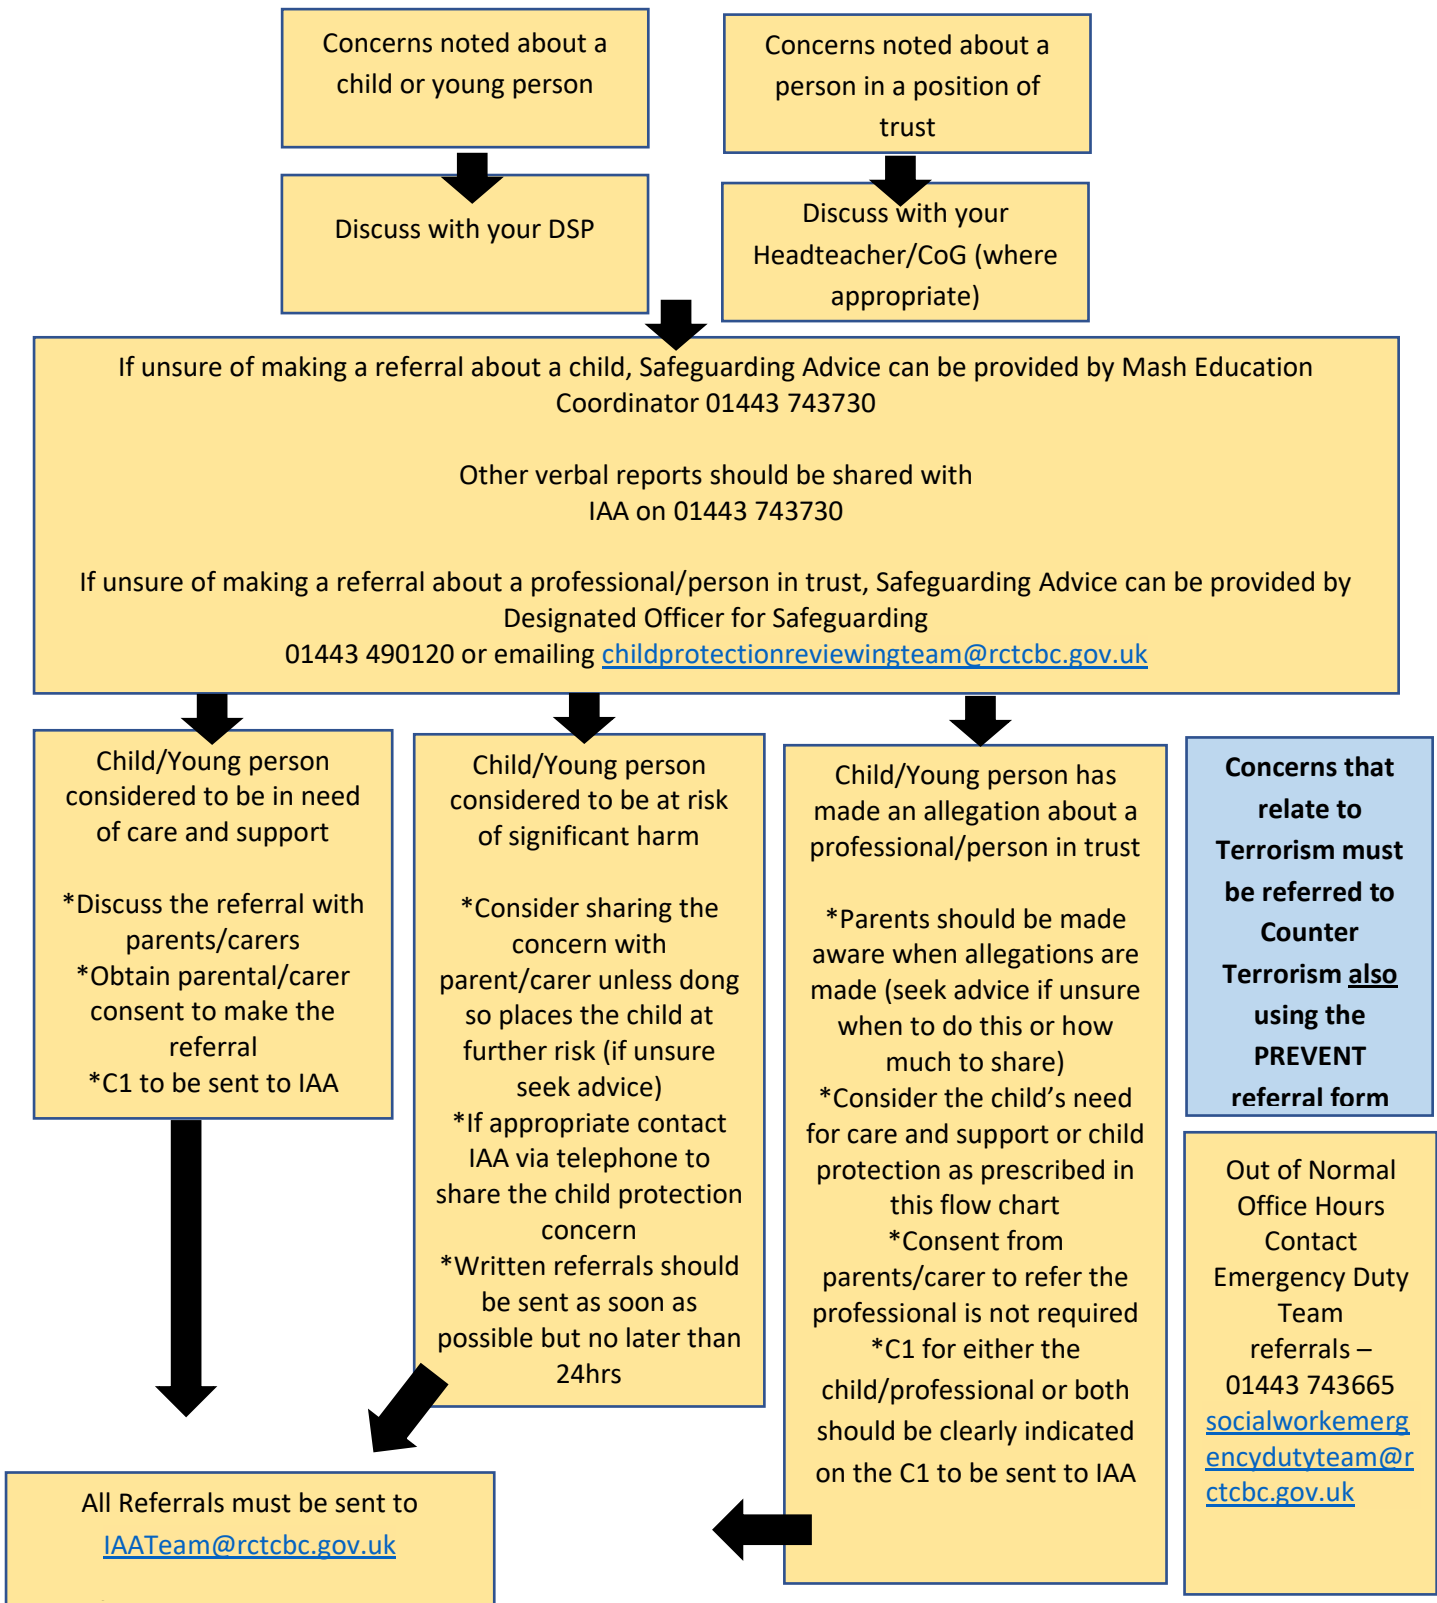 Concerns noted about a
child or young person
Concerns noted about a
person in a position of
trust
Discuss with your DSP
Discuss with your
Headteacher/CoG (where
appropriate)
If unsure of making a referral about a child, Safeguarding Advice can be provided by Mash Education
Coordinator 01443 743730
Other verbal reports should be shared with
IAA on 01443 743730
If unsure of making a referral about a professional/person in trust, Safeguarding Advice can be provided by
Designated Officer for Safeguarding
01443 490120 or emailing childprotectionreviewingteam@rctcbc.gov.uk
Child/Young person
considered to be in need
of care and support
*Discuss the referral with
parents/carers
*Obtain parental/carer
consent to make the
referral
*C1 to be sent to IAA
Child/Young person
considered to be at risk
of significant harm
*Consider sharing the
concern with
parent/carer unless dong
so places the child at
further risk (if unsure
seek advice)
*If appropriate contact
IAA via telephone to
share the child protection
concern
*Written referrals should
be sent as soon as
possible but no later than
24hrs
Child/Young person has
made an allegation about a
professional/person in trust
*Parents should be made
aware when allegations are
made (seek advice if unsure
when to do this or how
much to share)
*Consider the child’s need
for care and support or child
protection as prescribed in
this flow chart
*Consent from
parents/carer to refer the
professional is not required
*C1 for either the
child/professional or both
should be clearly indicated
on the C1 to be sent to IAA
Concerns that
relate to
Terrorism must
be referred to
Counter
Terrorism also
using the
PREVENT
referral form
Out of Normal
Office Hours
Contact
Emergency Duty
Team
referrals –
01443 743665
socialworkemerg
encydutyteam@r
ctcbc.gov.uk
All Referrals must be sent to
IAATeam@rctcbc.gov.uk